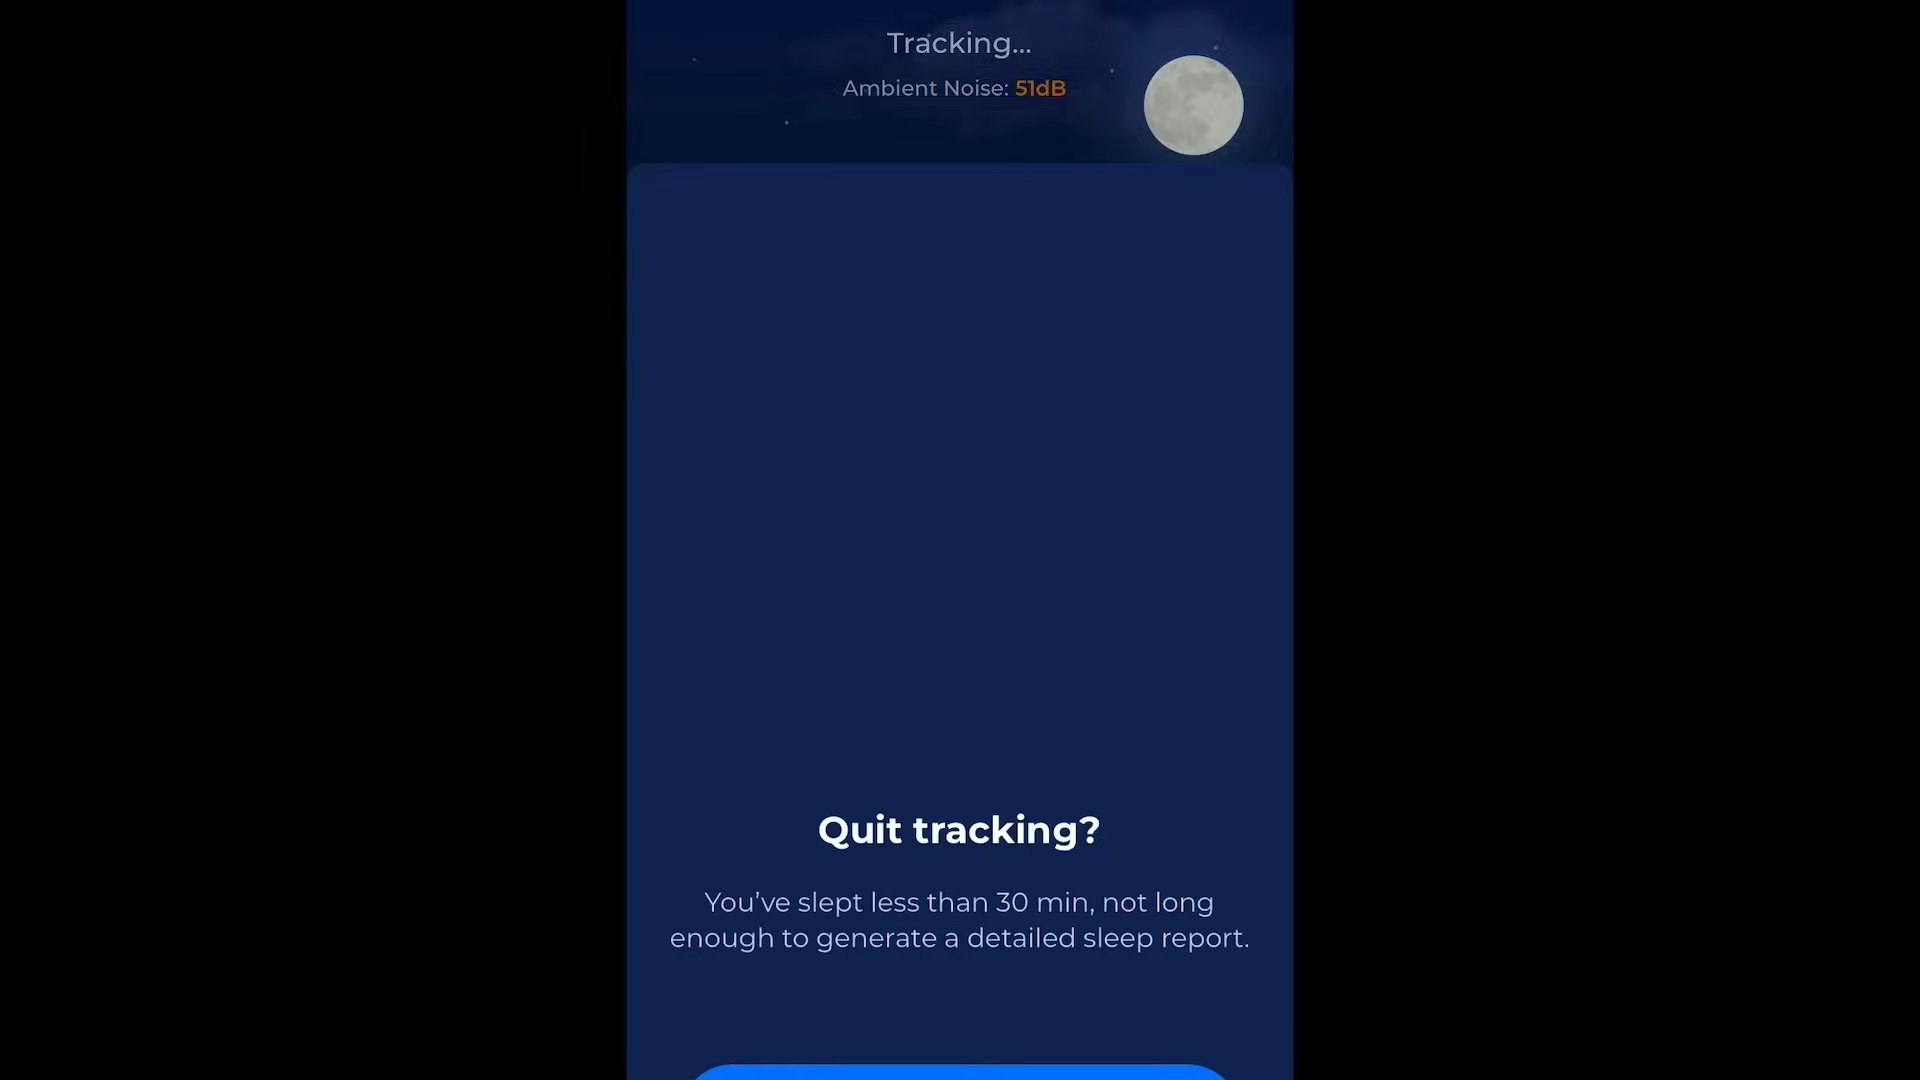 Tracking...
Ambient Noise: 51dB
Quit tracking?
You’ve slept less than 30 min, not long
enough to generate a detailed sleep report.